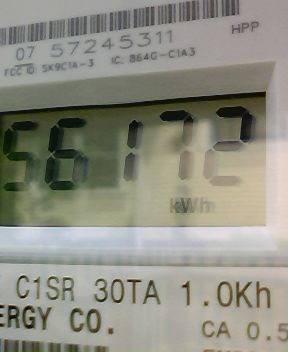 07 57245311 HPP
FCC ID: SK9C1A-3 IC: 864G-C1A3
56172
kWh
C1SR 30TA 1.0Kh
ERGY CO. CA 0.5